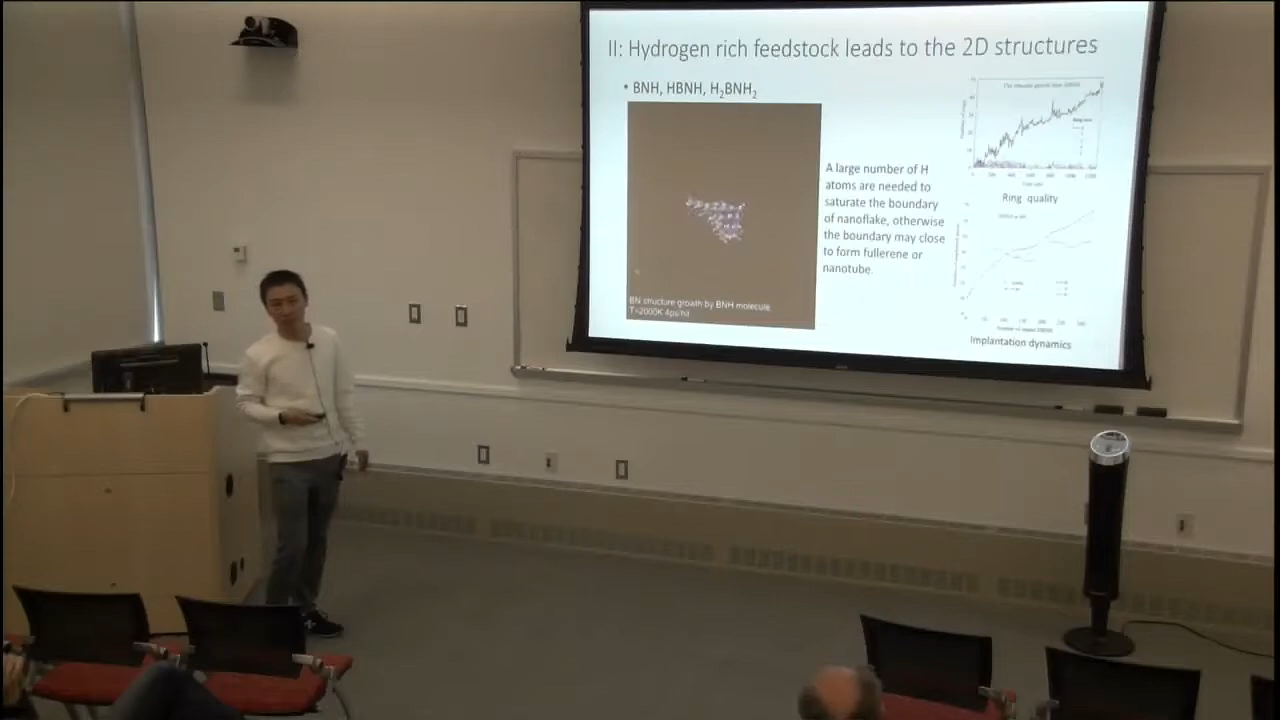 II: Hydrogen rich feedstock leads to the 2D structures
• BNH, HBNH, H₂BNH₂
BN structure growth by BNH molecule
T=2000K 4ps/hit
A large number of H
atoms are needed to
saturate the boundary
of nanoflake, otherwise
the boundary may close
to form fullerene or
nanotube.
Ring quality
Implantation dynamics